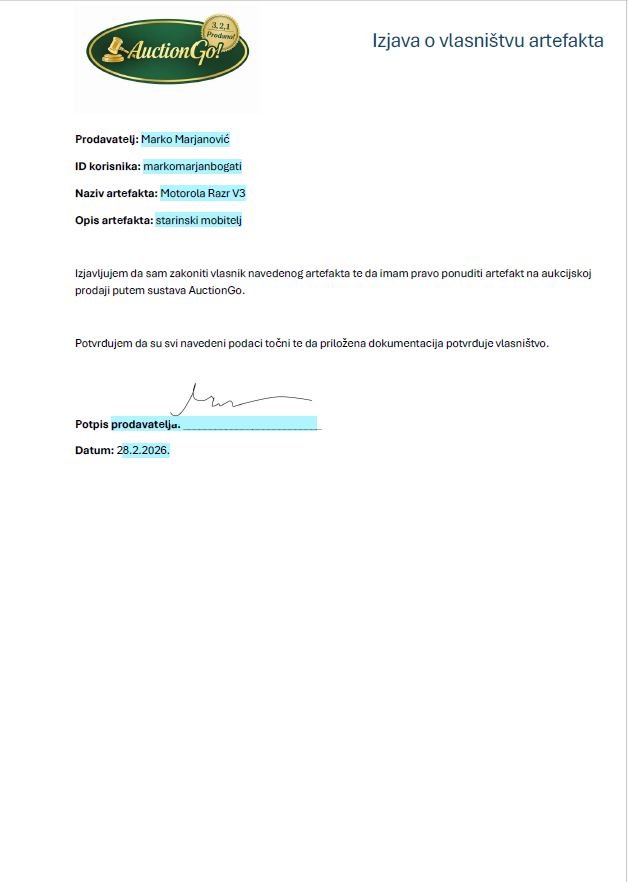 3, 2, 1
Prodano!
AuctionGo!
Izjava o vlasništvu artefakta
Prodavatelj: Marko Marjanović
ID korisnika: markomarjanbogati
Naziv artefakta: Motorola Razr V3
Opis artefakta: starinski mobitelj
Izjavljujem da sam zakoniti vlasnik navedenog artefakta te da imam pravo ponuditi artefakt na aukcijskoj
prodaji putem sustava AuctionGo.
Potvrđujem da su svi navedeni podaci točni te da priložena dokumentacija potvrđuje vlasništvo.
Potpis prodavatelja.
Datum: 28.2.2026.